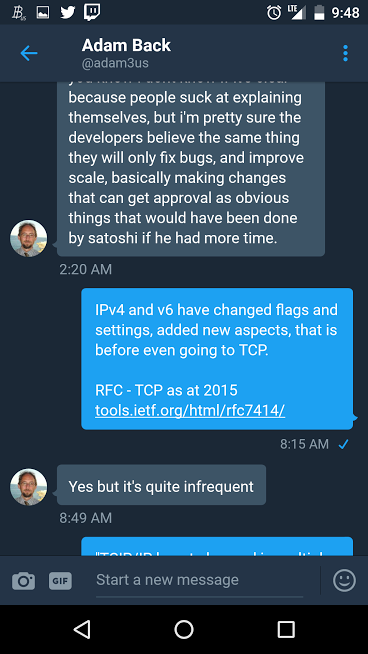 LTE
9:48
Adam Back
@adam3us
because people suck at explaining
themselves, but i'm pretty sure the
developers believe the same thing
they will only fix bugs, and improve
scale, basically making changes
that can get approval as obvious
things that would have been done
by satoshi if he had more time.
2:20 AM
IPv4 and v6 have changed flags and
settings, added new aspects, that is
before even going to TCP.
RFC - TCP as at 2015
tools.ietf.org/html/rfc7414/
8:15 AM
Yes but it's quite infrequent
8:49 AM
GIF
Start a new message